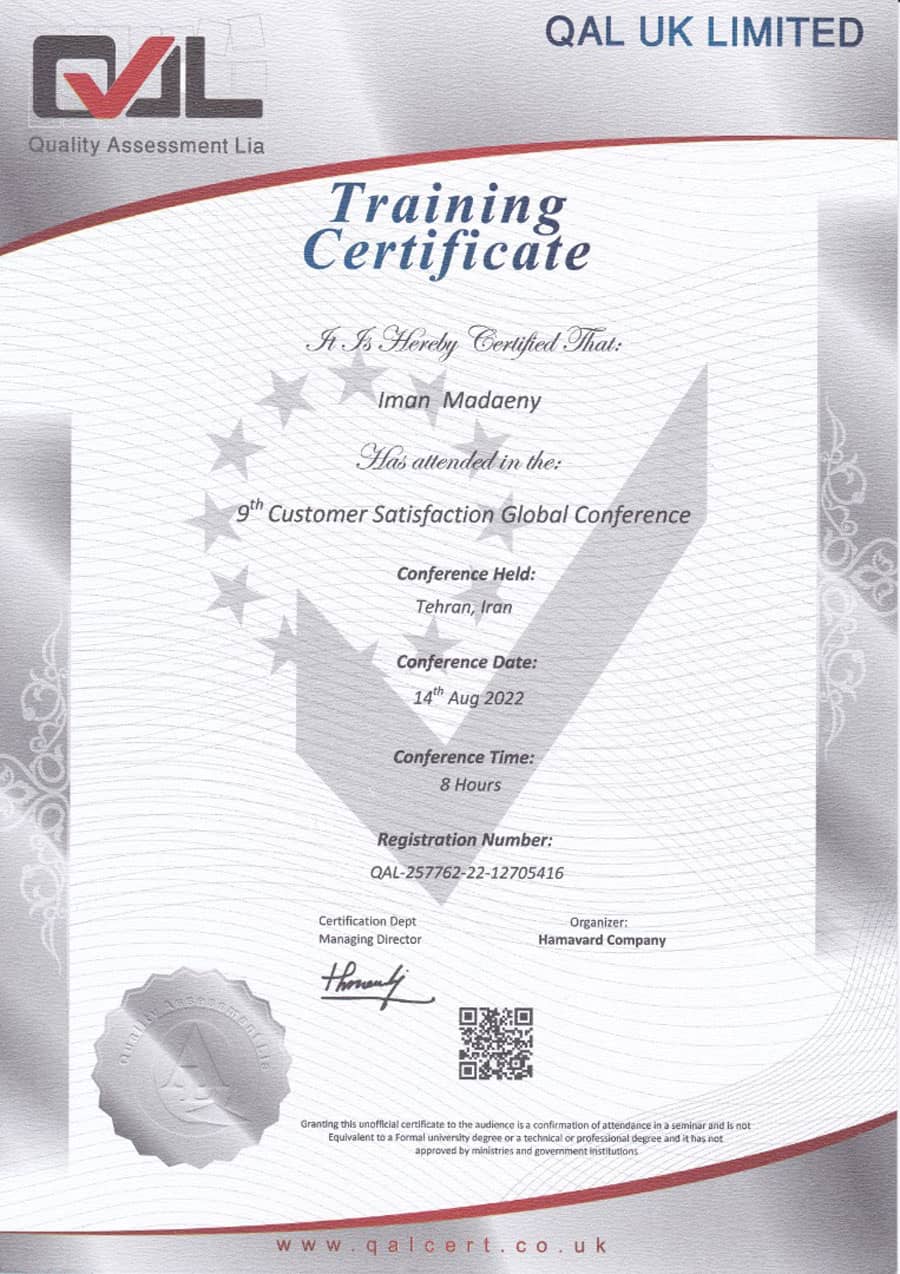 QAL UK LIMITED
QAL
Quality Assessment Lia
Training
Certificate
It Is Hereby Certified That:
Iman Madaeny
Has attended in the:
9th Customer Satisfaction Global Conference
Conference Held:
Tehran, Iran
Conference Date:
14th Aug 2022
Conference Time:
8 Hours
Registration Number:
QAL-257762-22-12705416
Certification Dept
Managing Director
Organizer:
Hamavard Company
Quality Assessment Lia
Granting this unofficial certificate to the audience is a confirmation of attendance in a seminar and is not
Equivalent to a Formal university degree or a technical or professional degree and it has not
approved by ministries and government institutions
www.qalcert.co.uk